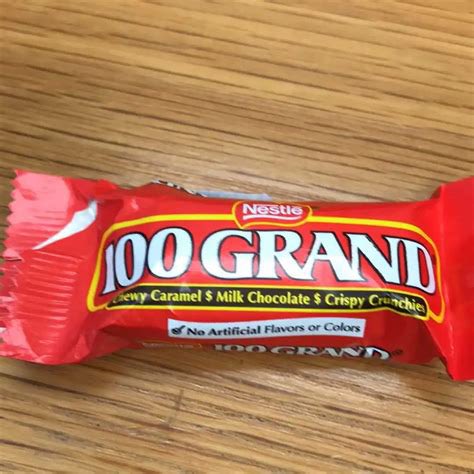 Nestle
100 GRAND
Chewy Caramel $ Milk Chocolate $ Crispy Crunchies
No Artificial Flavors or Colors
100 GRAND®